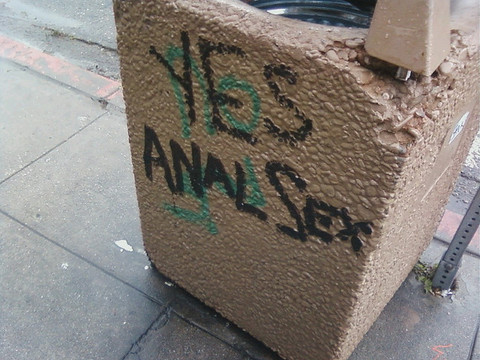 YES
ANAL SEX